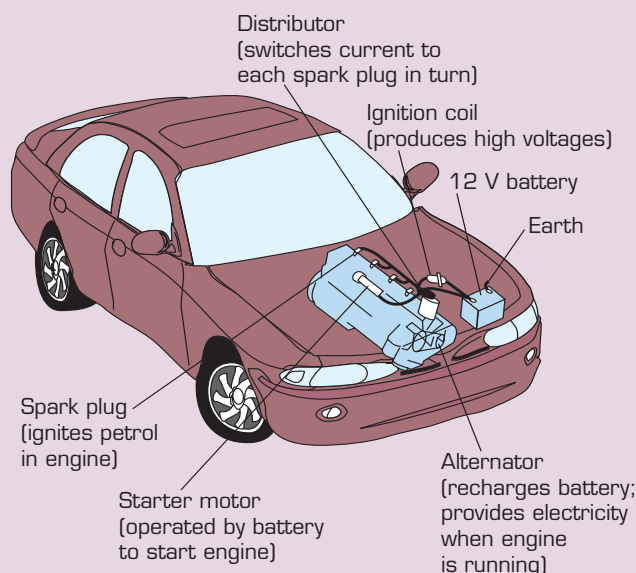 Distributor
(switches current to
each spark plug in turn)
Ignition coil
(produces high voltages)
12 V battery
Earth
Spark plug
(ignites petrol
in engine)
Starter motor
(operated by battery
to start engine)
Alternator
(recharges battery;
provides electricity
when engine
is running)